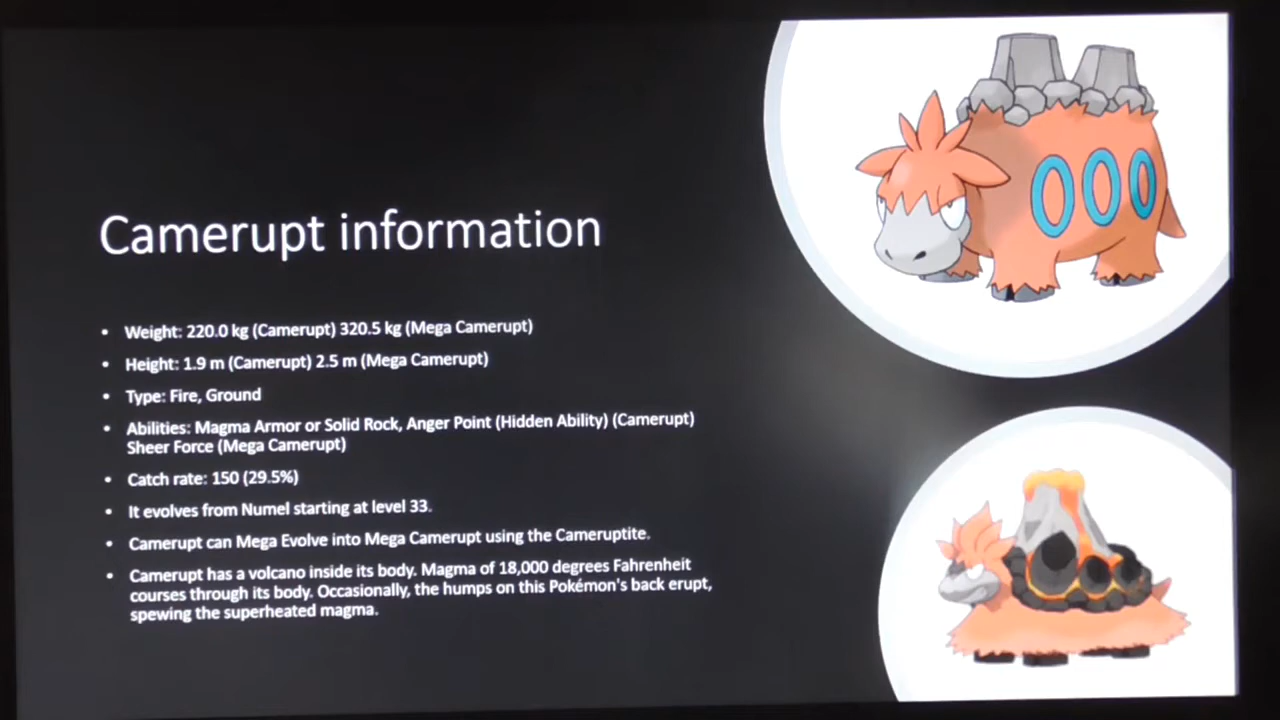 Camerupt information
• Weight: 220.0 kg (Camerupt) 320.5 kg (Mega Camerupt)
• Height: 1.9 m (Camerupt) 2.5 m (Mega Camerupt)
• Type: Fire, Ground
• Abilities: Magma Armor or Solid Rock, Anger Point (Hidden Ability) (Camerupt)
Sheer Force (Mega Camerupt)
• Catch rate: 150 (29.5%)
• It evolves from Numel starting at level 33.
• Camerupt can Mega Evolve into Mega Camerupt using the Cameruptite.
• Camerupt has a volcano inside its body. Magma of 18,000 degrees Fahrenheit
courses through its body. Occasionally, the humps on this Pokémon's back erupt,
spewing the superheated magma.